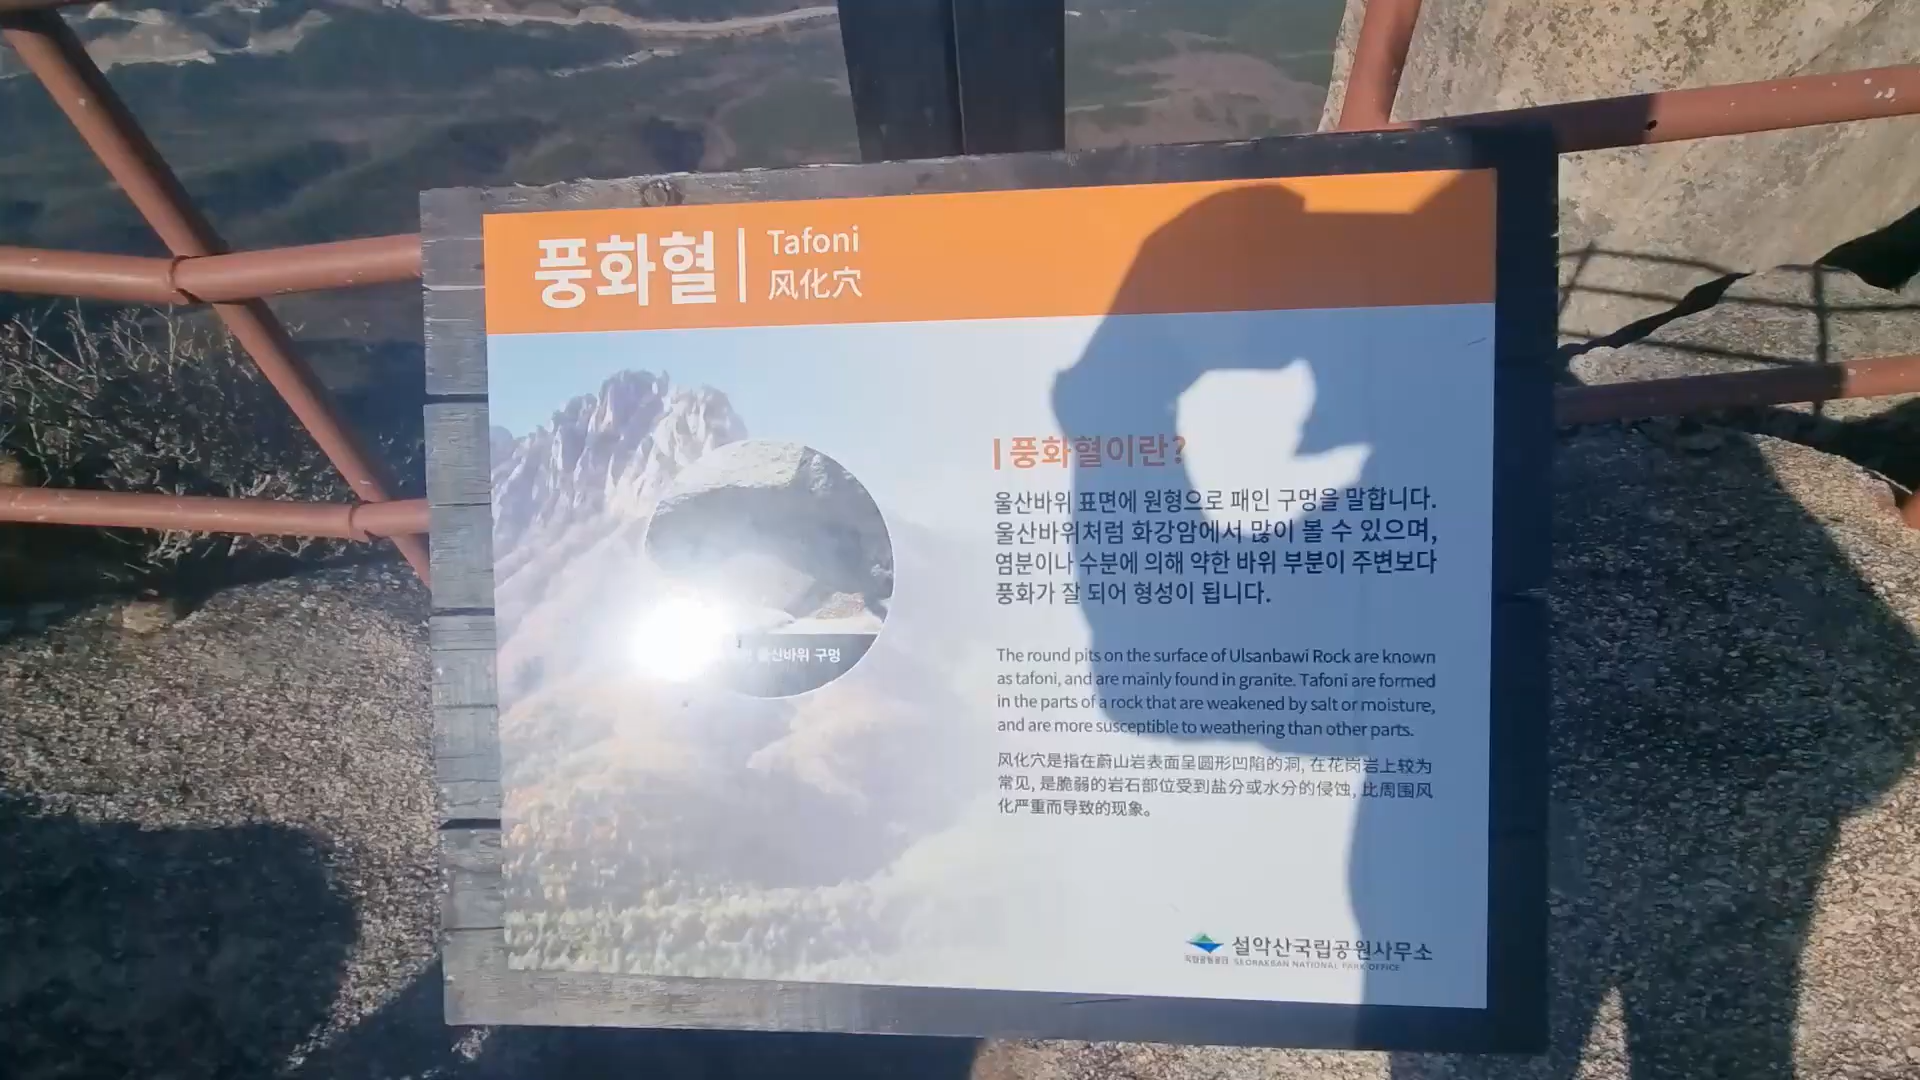 풍화혈
Tafoni
风化穴
풍화혈이란?
울산바위 표면에 원형으로 패인 구멍을 말합니다.
울산바위처럼 화강암에서 많이 볼 수 있으며,
염분이나 수분에 의해 약한 바위 부분이 주변보다
풍화가 잘 되어 형성이 됩니다.
울산바위 구멍
The round pits on the surface of Ulsanbawi Rock are known
as tafoni, and are mainly found in granite. Tafoni are formed
in the parts of a rock that are weakened by salt or moisture,
and are more susceptible to weathering than other parts.
风化穴是指在蔚山岩表面呈圆形凹陷的洞, 在花岗岩上较为
常见, 是脆弱的岩石部位受到盐分或水分的侵蚀, 比周围风
化严重而导致的现象。
설악산국립공원사무소
국립공원공단 SEORAKSAN NATIONAL PARK OFFICE